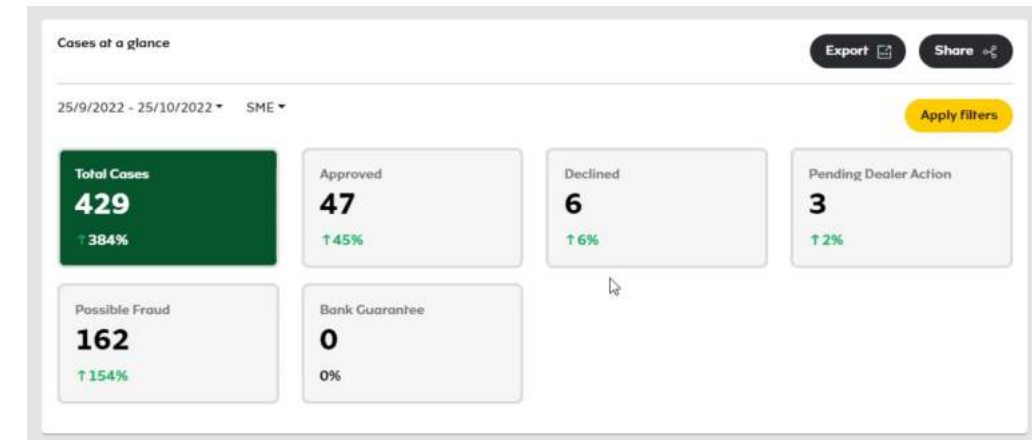 Cases at a glance
Export
Share
25/9/2022 - 25/10/2022
SME
Apply filters
Total Cases
429
↑384%
Approved
47
↑45%
Declined
6
↑6%
Pending Dealer Action
3
↑2%
Possible Fraud
162
↑154%
Bank Guarantee
0
0%